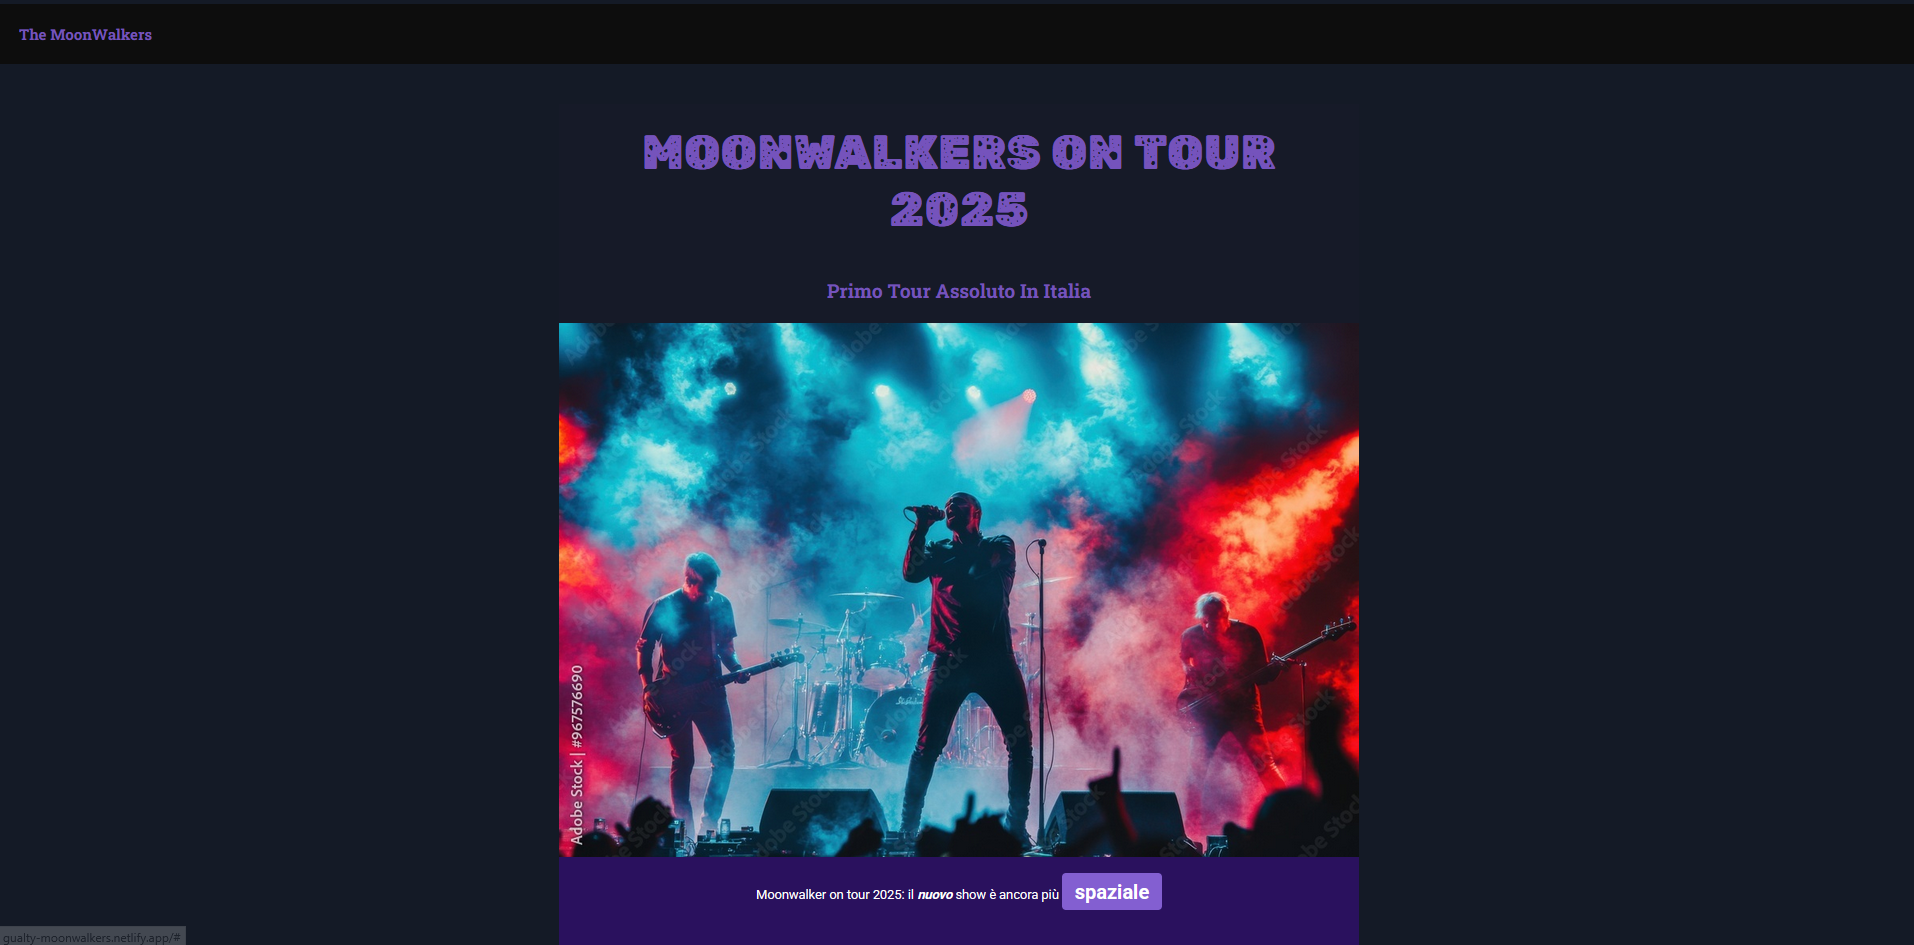 The MoonWalkers
MOONWALKERS ON TOUR
2025
Primo Tour Assoluto In Italia
Adobe Stock | #967576690
Moonwalker on tour 2025: il nuovo show è ancora più spaziale
gualty-moonwalkers.netlify.app/#